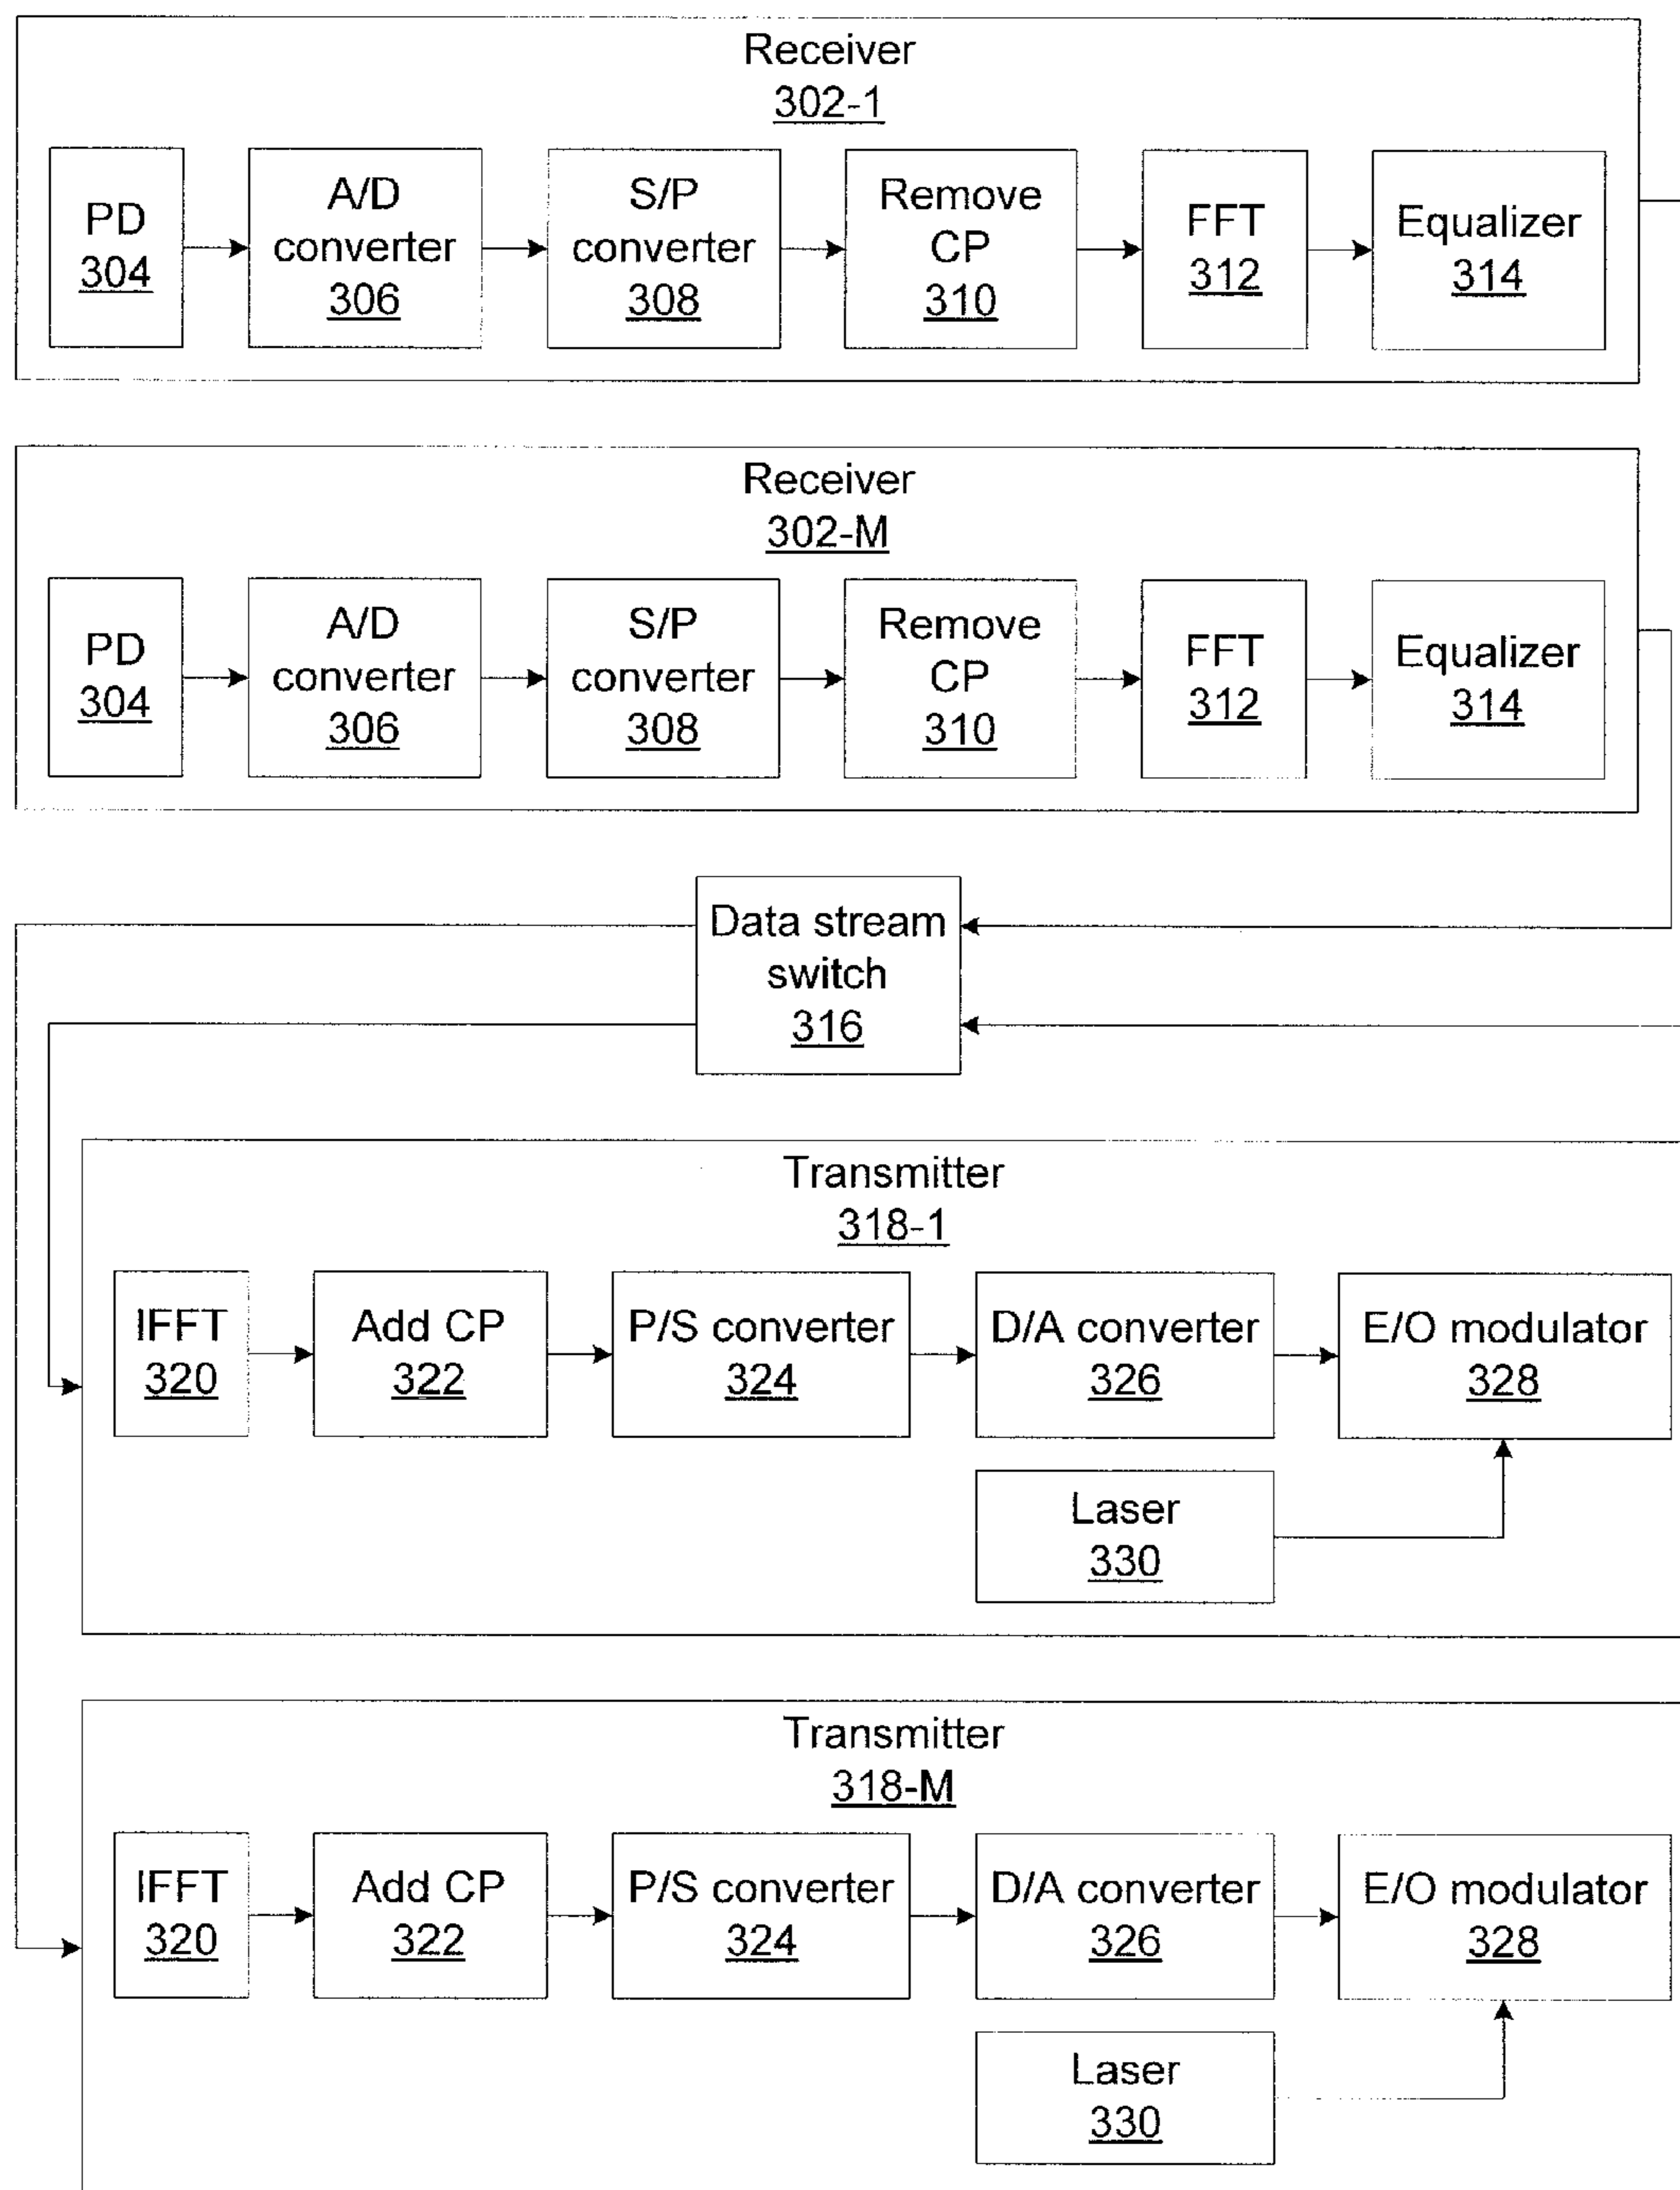 Receiver
302-1
PD
304
A/D
converter
306
S/P
converter
308
Remove
CP
310
FFT
312
Equalizer
314
Receiver
302-M
PD
304
A/D
converter
306
S/P
converter
308
Remove
CP
310
FFT
312
Equalizer
314
Data stream
switch
316
Transmitter
318-1
IFFT
320
Add CP
322
P/S converter
324
D/A converter
326
E/O modulator
328
Laser
330
Transmitter
318-M
IFFT
320
Add CP
322
P/S converter
324
D/A converter
326
E/O modulator
328
Laser
330